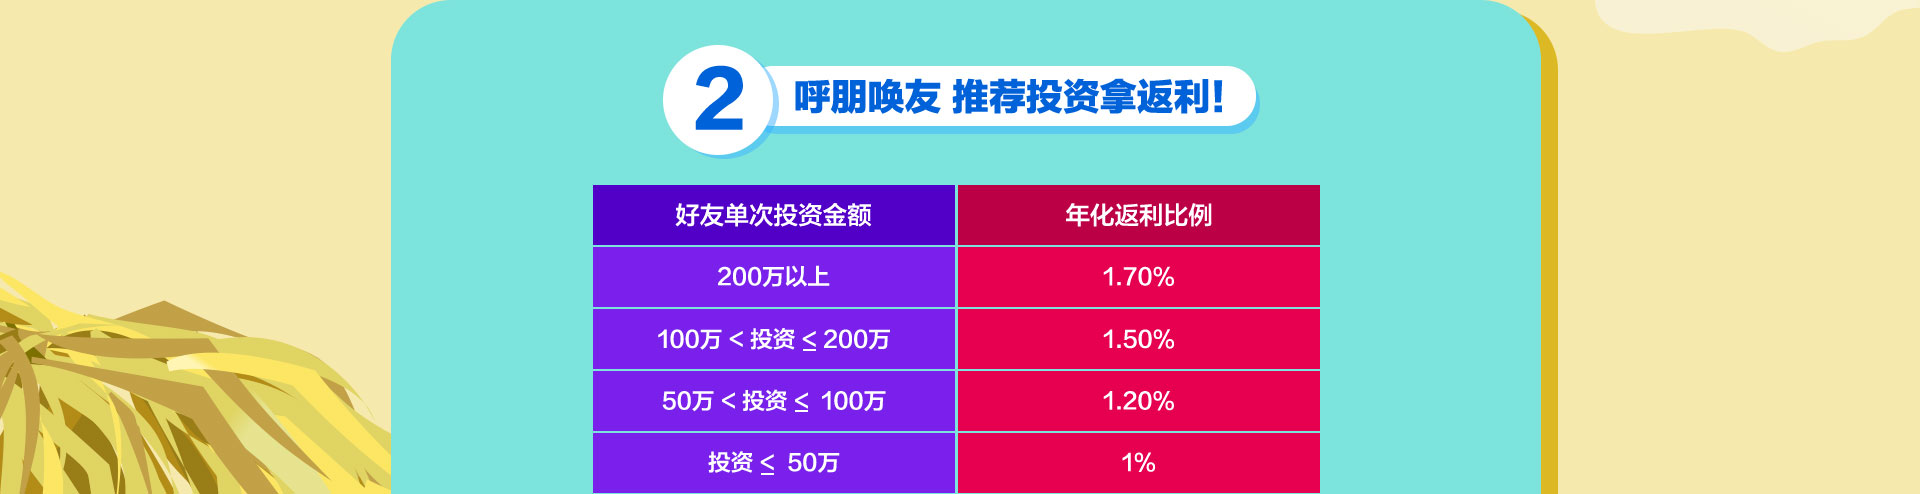 2
呼朋唤友 推荐投资拿返利!
好友单次投资金额 年化返利比例
200万以上 1.70%
100万 < 投资 ≤ 200万 1.50%
50万 < 投资 ≤ 100万 1.20%
投资 ≤ 50万 1%